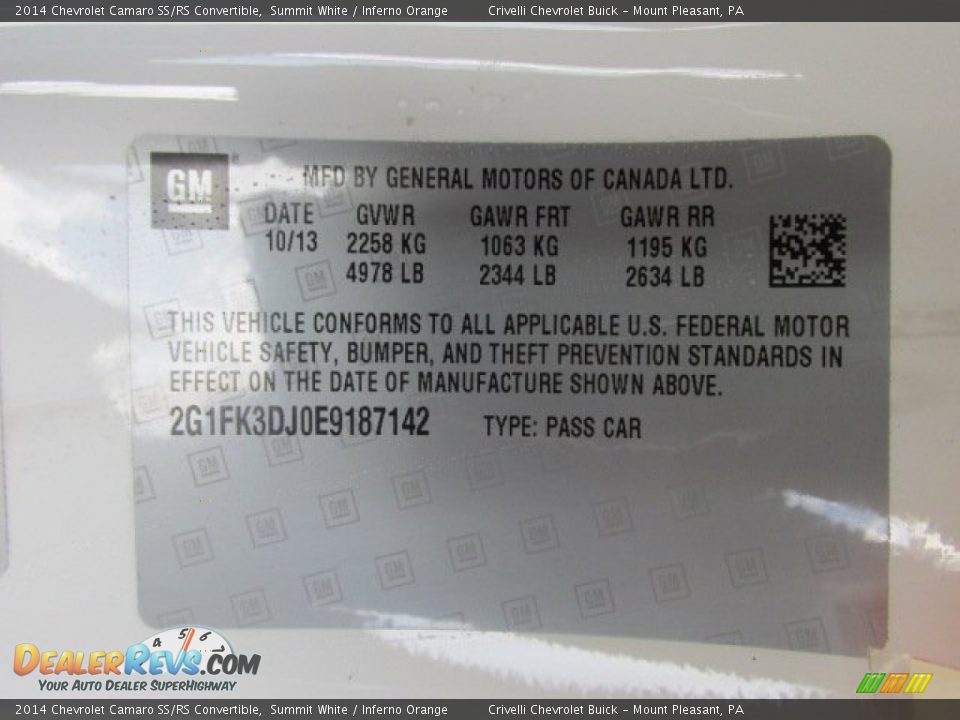 2014 Chevrolet Camaro SS/RS Convertible, Summit White / Inferno Orange Crivelli Chevrolet Buick - Mount Pleasant, PA
GM MFD BY GENERAL MOTORS OF CANADA LTD.
DATE GVWR GAWR FRT GAWR RR
10/13 2258 KG 1063 KG 1195 KG
4978 LB 2344 LB 2634 LB
THIS VEHICLE CONFORMS TO ALL APPLICABLE U.S. FEDERAL MOTOR
VEHICLE SAFETY, BUMPER, AND THEFT PREVENTION STANDARDS IN
EFFECT ON THE DATE OF MANUFACTURE SHOWN ABOVE.
2G1FK3DJ0E9187142 TYPE: PASS CAR
4 5 6
DEALERREVS.COM
YOUR AUTO DEALER SUPERHIGHWAY
2014 Chevrolet Camaro SS/RS Convertible, Summit White / Inferno Orange Crivelli Chevrolet Buick - Mount Pleasant, PA